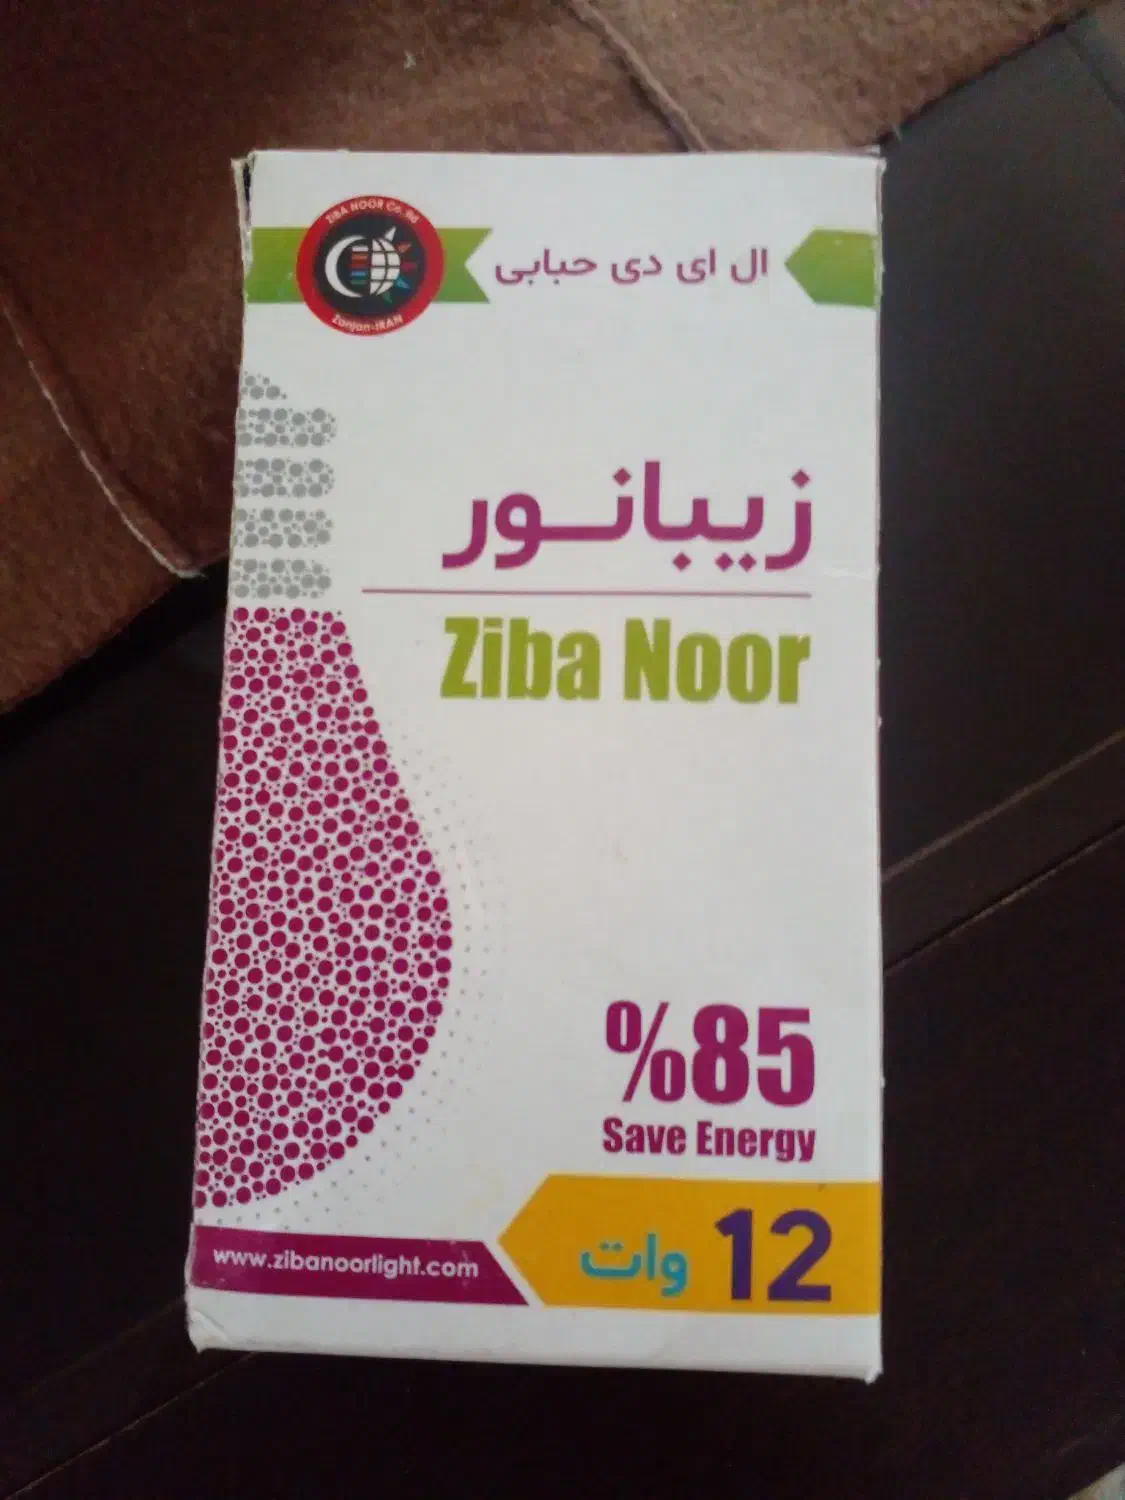 ZIBA NOOR Co. ltd
Zanjan-IRAN
ال ای دی حبابی
زیبانـور
Ziba Noor
%85
Save Energy
12 وات
www.zibanoorlight.com